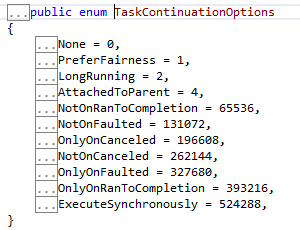 ...public enum TaskContinuationOptions
{
...None = 0,
...PreferFairness = 1,
...LongRunning = 2,
...AttachedToParent = 4,
...NotOnRanToCompletion = 65536,
...NotOnFaulted = 131072,
...OnlyOnCanceled = 196608,
...NotOnCanceled = 262144,
...OnlyOnFaulted = 327680,
...OnlyOnRanToCompletion = 393216,
...ExecuteSynchronously = 524288,
}